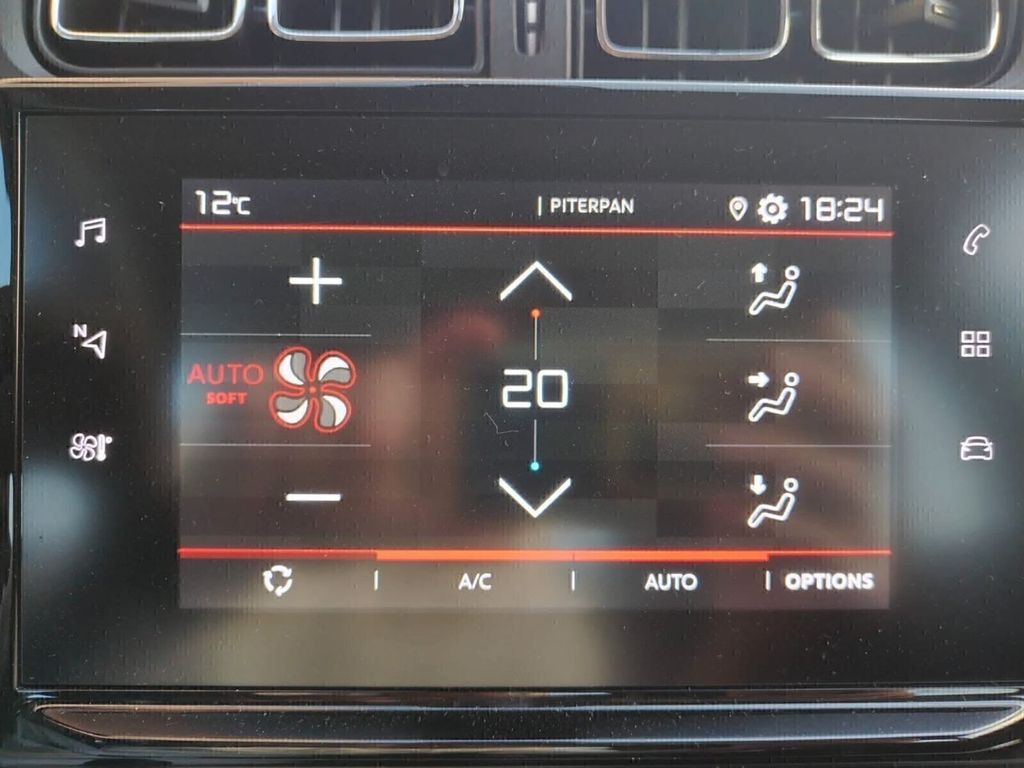 12°C | PITERPAN 18:24
N
AUTO
SOFT
20
A/C | AUTO | OPTIONS